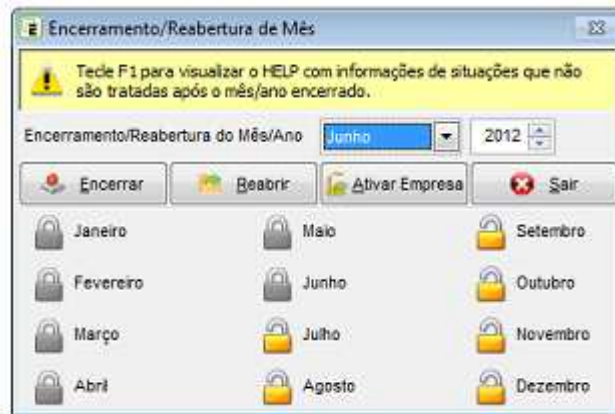 Encerramento/Reabertura de Mês
Tecle F1 para visualizar o HELP com informações de situações que não
são tratadas após o mês/ano encerrado.
Encerramento/Reabertura do Mês/Ano Junho 2012
Encerrar Reabrir Ativar Empresa Sair
Janeiro Maio Setembro
Fevereiro Junho Outubro
Março Julho Novembro
Abril Agosto Dezembro